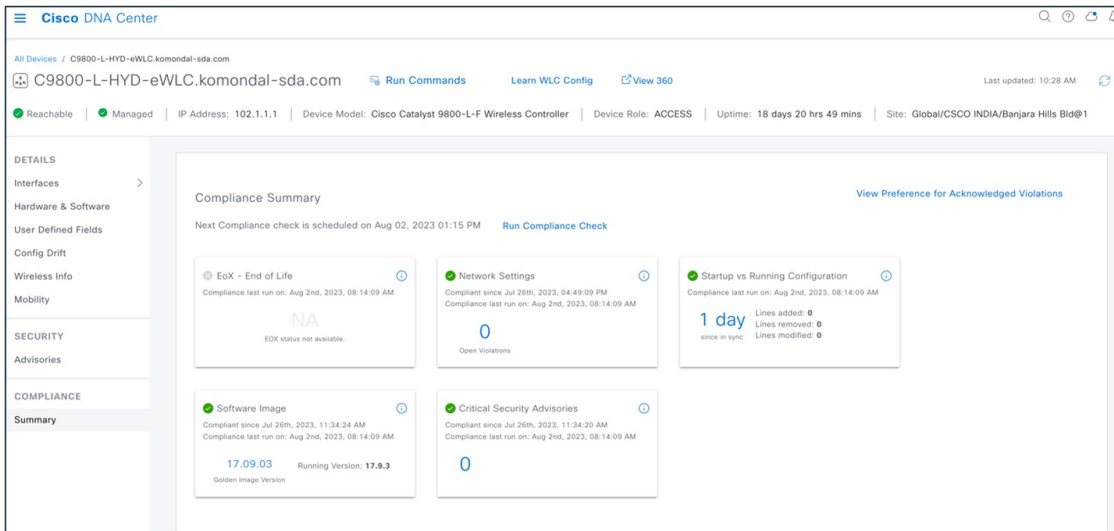 Cisco DNA Center
All Devices / C9800-L-HYD-eWLC.komondal-sda.com
C9800-L-HYD-eWLC.komondal-sda.com Run Commands Learn WLC Config View 360 Last updated: 10:28 AM
Reachable Managed IP Address: 102.1.1.1 Device Model: Cisco Catalyst 9800-L-F Wireless Controller Device Role: ACCESS Uptime: 18 days 20 hrs 49 mins Site: Global/CSCO INDIA/Banjara Hills Bld@1
DETAILS
Interfaces
Hardware & Software
User Defined Fields
Config Drift
Wireless Info
Mobility
SECURITY
Advisories
COMPLIANCE
Summary
Compliance Summary
View Preference for Acknowledged Violations
Next Compliance check is scheduled on Aug 02, 2023 01:15 PM Run Compliance Check
EoX - End of Life
Compliance last run on: Aug 2nd, 2023, 08:14:09 AM
NA
EOX status not available.
Network Settings
Compliant since Jul 26th, 2023, 04:49:09 PM
Compliance last run on: Aug 2nd, 2023, 08:14:09 AM
0
Open Violations
Startup vs Running Configuration
Compliance last run on: Aug 2nd, 2023, 08:14:09 AM
1 day
since in sync
Lines added: 0
Lines removed: 0
Lines modified: 0
Software Image
Compliant since Jul 26th, 2023, 11:34:24 AM
Compliance last run on: Aug 2nd, 2023, 08:14:09 AM
17.09.03 Running Version: 17.9.3
Golden Image Version
Critical Security Advisories
Compliant since Jul 26th, 2023, 11:34:20 AM
Compliance last run on: Aug 2nd, 2023, 08:14:09 AM
0